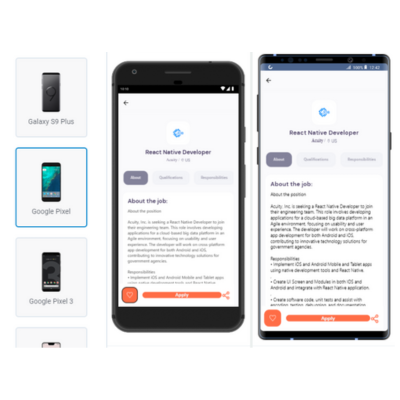 Galaxy S9 Plus
Google Pixel
Google Pixel 3
React Native Developer
Acuity
US
About
Qualifications
Responsibilities
About the job:
About the position
Acuity, Inc. is seeking a React Native Developer to join
their engineering team. This role involves developing
applications for a cloud based big data platform in an
Agile environment, focusing on usability and user
experience. The developer will work on cross-platform
app development for both Android and iOS,
contributing to innovative technology solutions for
government agencies.
Responsibilities
• Implement iOS and Android Mobile and Tablet apps
using native development tools and React Native.
Apply
100%
12:41
React Native Developer
Acuity
US
About
Qualifications
Responsibilities
About the job:
About the position
Acuity, Inc. is seeking a React Native Developer to join
their engineering team. This role involves developing
applications for a cloud based big data platform in an
Agile environment, focusing on usability and user
experience. The developer will work on cross-platform
app development for both Android and iOS,
contributing to innovative technology solutions for
government agencies.
Responsibilities
• Implement iOS and Android Mobile and Tablet apps
using native development tools and React Native.
• Create UI Screen and Modules in both iOS and
Android and integrate with React Native application.
• Create software code, unit tests and assist with
Apply